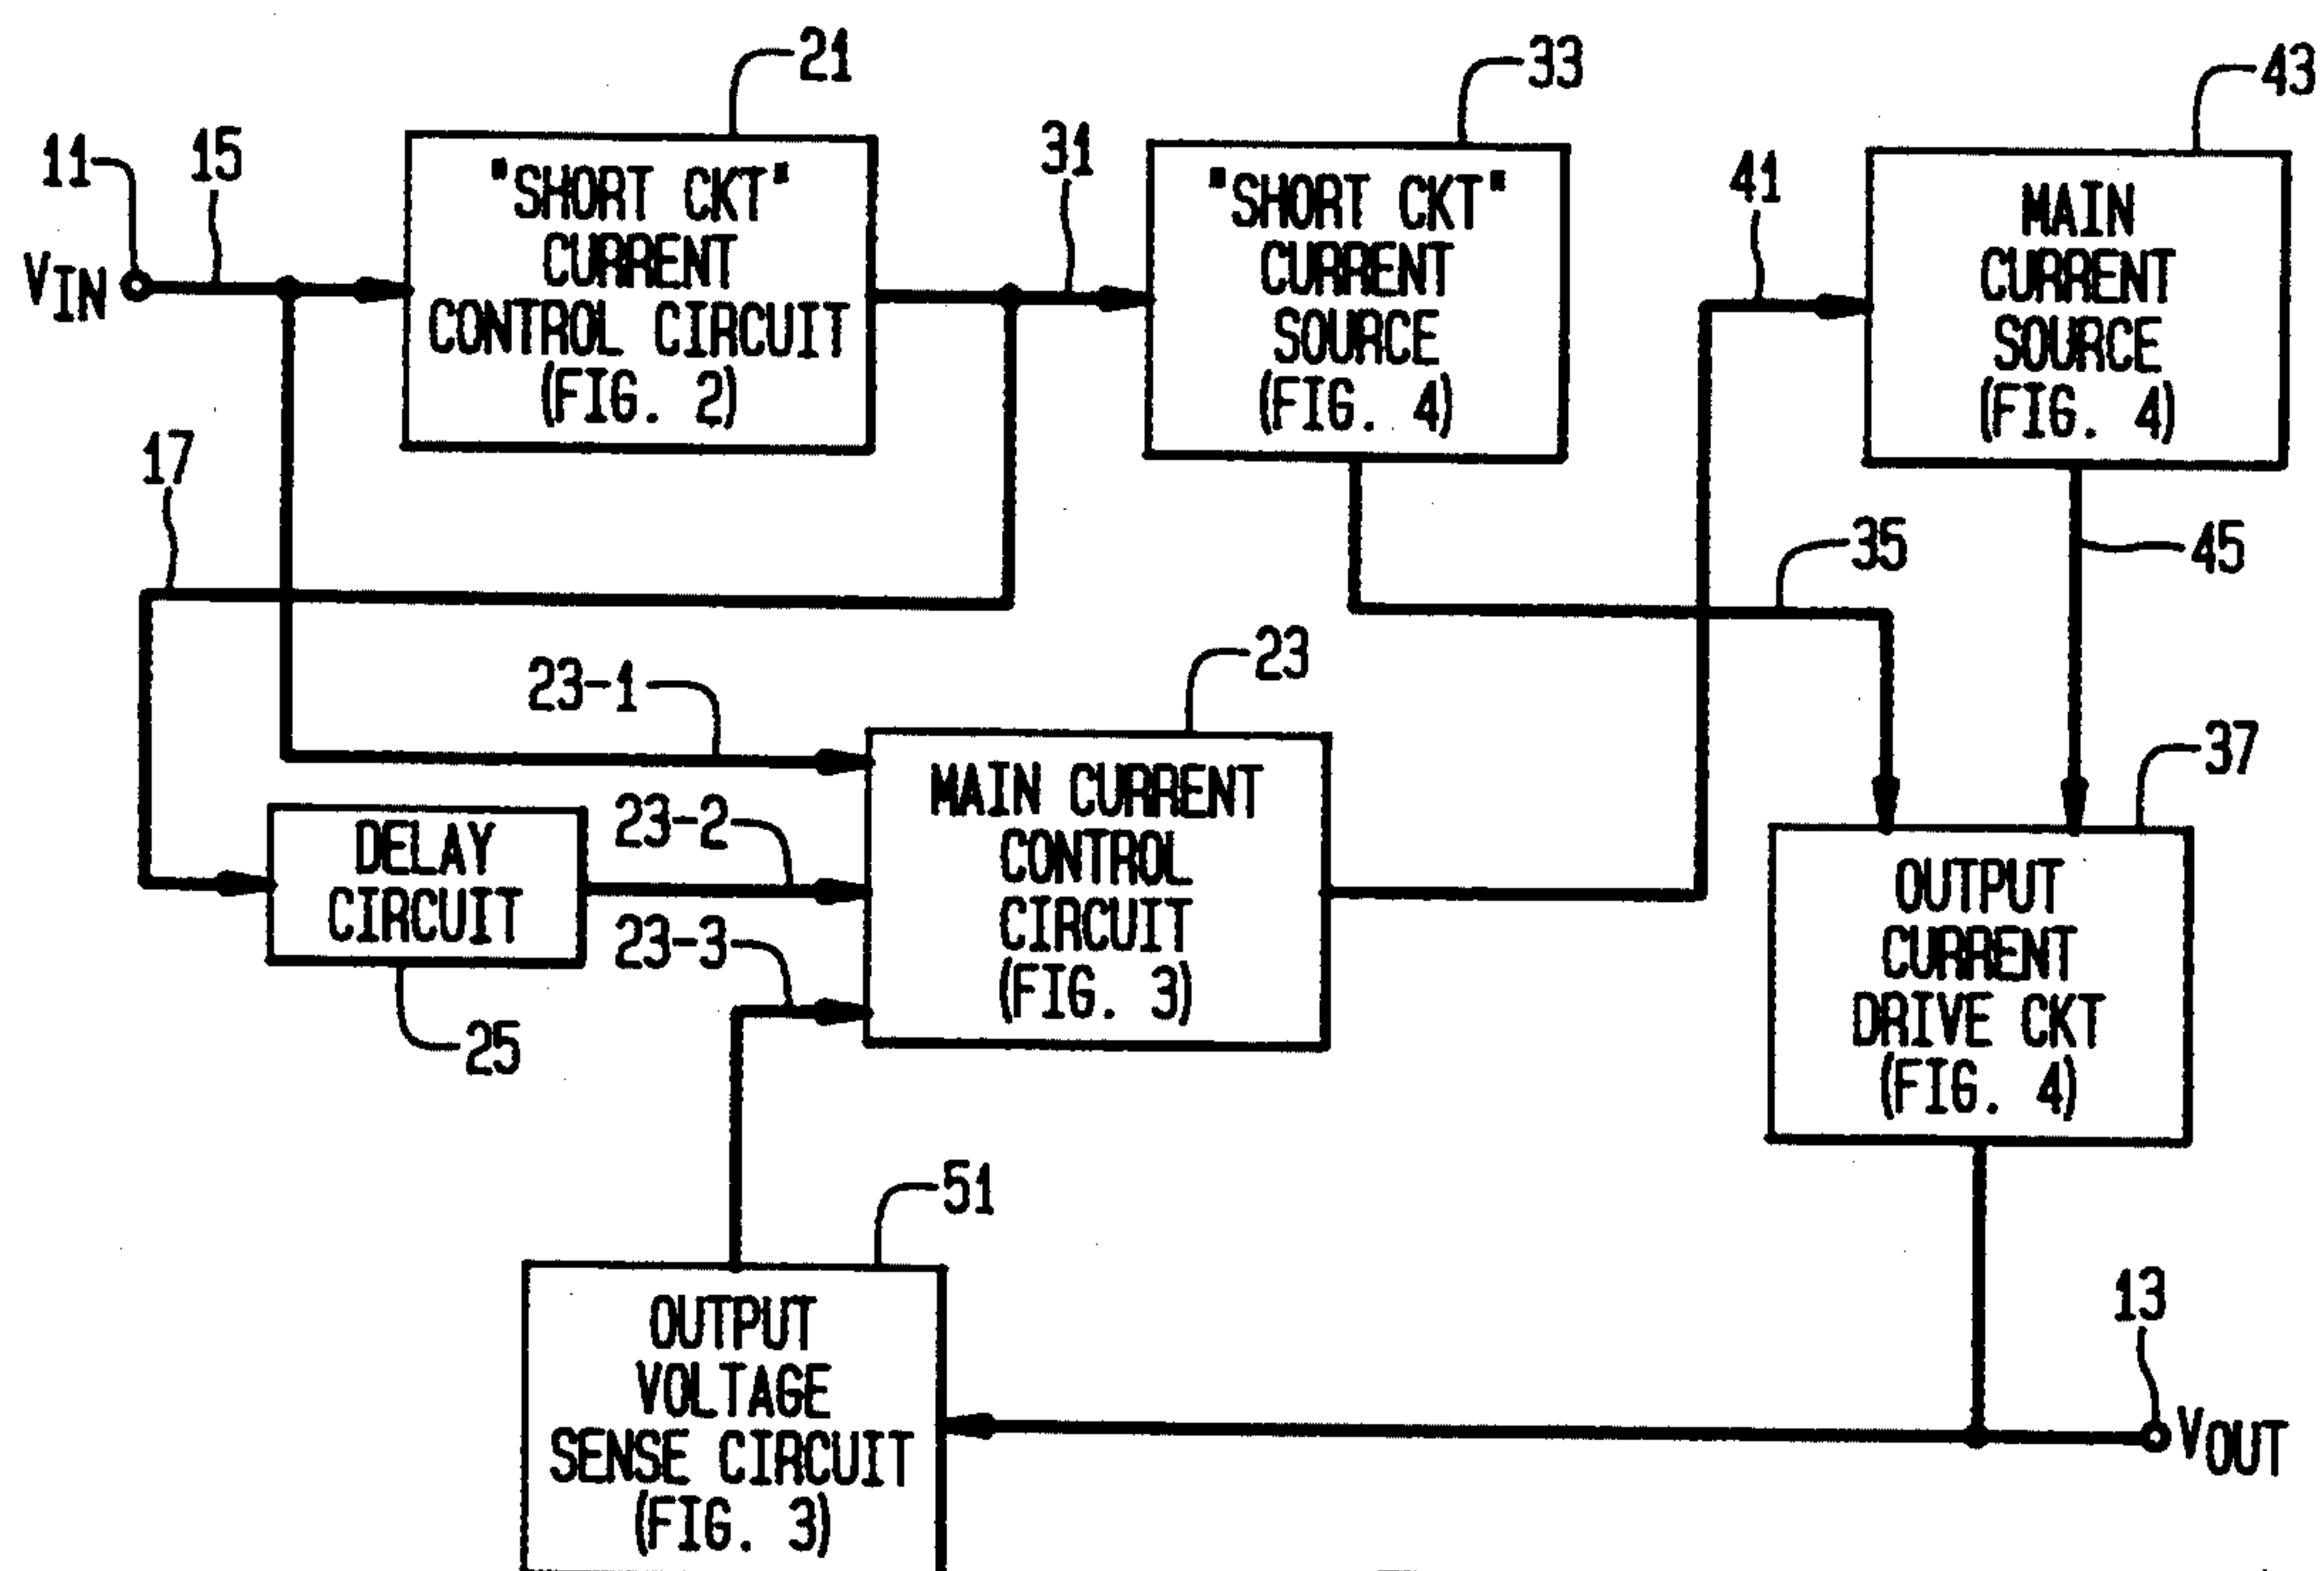 21
33
43
11
15
31
41
VIN
"SHORT CKT"
CURRENT
CONTROL CIRCUIT
(FIG. 2)
"SHORT CKT"
CURRENT
SOURCE
(FIG. 4)
MAIN
CURRENT
SOURCE
(FIG. 4)
17
35
45
23-1
23
37
DELAY
CIRCUIT
25
23-2
23-3
MAIN CURRENT
CONTROL
CIRCUIT
(FIG. 3)
OUTPUT
CURRENT
DRIVE CKT
(FIG. 4)
51
13
OUTPUT
VOLTAGE
SENSE CIRCUIT
(FIG. 3)
VOUT